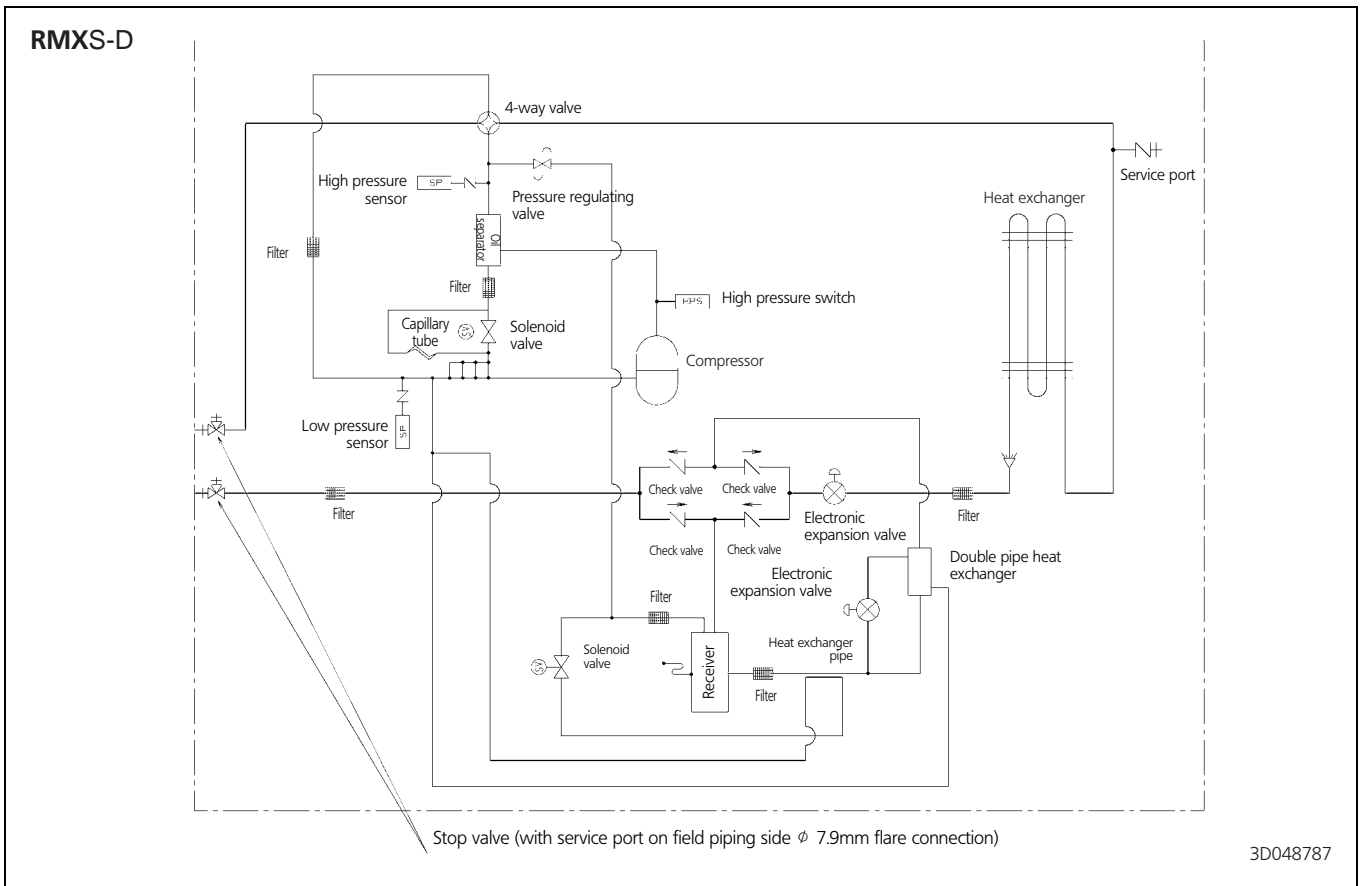 RMXS-D
4-way valve
High pressure
sensor
SP
Pressure regulating
valve
Service port
Heat exchanger
Oil
separator
Filter
Filter
HPS
High pressure switch
Capillary
tube
SV
Solenoid
valve
Compressor
Low pressure
sensor
SP
Check valve
Check valve
Filter
Electronic
expansion valve
Filter
Check valve
Check valve
Double pipe heat
exchanger
Electronic
expansion valve
Filter
Solenoid
valve
SV
Heat exchanger
pipe
Receiver
Filter
Stop valve (with service port on field piping side φ 7.9mm flare connection)
3D048787